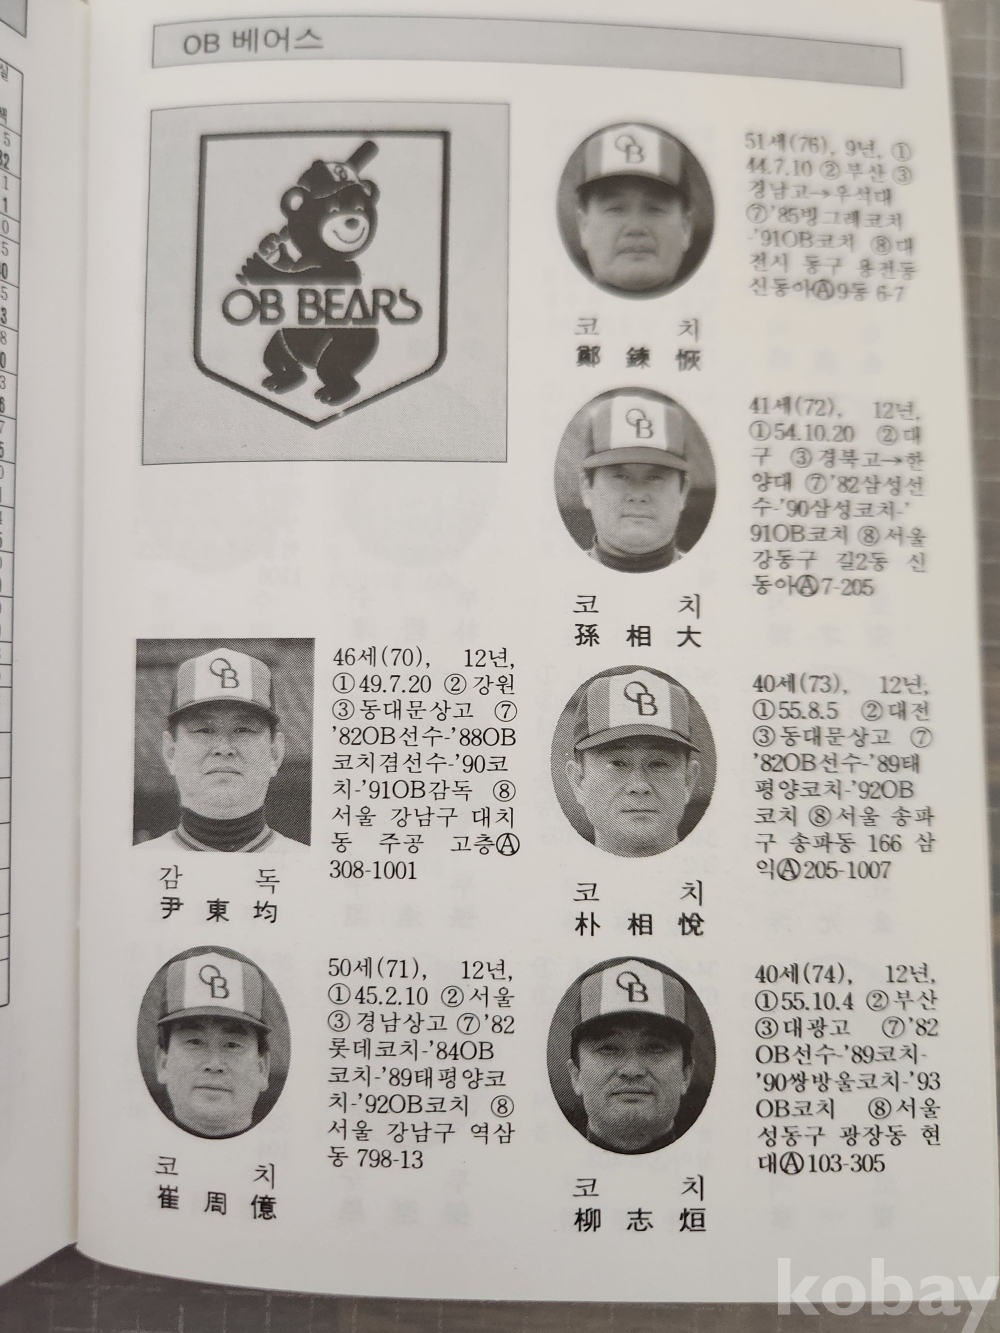 OB 베어스
OB BEARS
46세(70), 12년,
①49.7.20 ②강원
③동대문상고 ⑦
'82OB선수-'88OB
코치겸선수-'90코
치-'91OB감독 ⑧
서울 강남구 대치
동 주공 고층Ⓐ
308-1001
감 독
尹 東 均
50세(71), 12년,
①45.2.10 ②서울
③경남상고 ⑦'82
롯데코치-'84OB
코치-'89태평양코
치-'92OB코치 ⑧
서울 강남구 역삼
동 798-13
코 치
崔 周 億
51세(76), 9년, ①
44.7.10 ②부산 ③
경남고→우석대
⑦'85빙그레코치
-'91OB코치 ⑧대
전시 동구 용전동
신동아Ⓐ9동 6-7
코 치
鄭 鍊 恢
41세(72), 12년,
①54.10.20 ②대
구 ③경북고→한
양대 ⑦'82삼성선
수-'90삼성코치-'
91OB코치 ⑧서울
강동구 길2동 신
동아Ⓐ7-205
코 치
孫 相 大
40세(73), 12년,
①55.8.5 ②대전
③동대문상고 ⑦
'82OB선수-'89태
평양코치-'92OB
코치 ⑧서울 송파
구 송파동 166 삼
익Ⓐ205-1007
코 치
朴 相 悅
40세(74), 12년,
①55.10.4 ②부산
③대광고 ⑦'82
OB선수-'89코치-
'90쌍방울코치-'93
OB코치 ⑧서울
성동구 광장동 현
대Ⓐ103-305
코 치
柳 志 烜
kobay